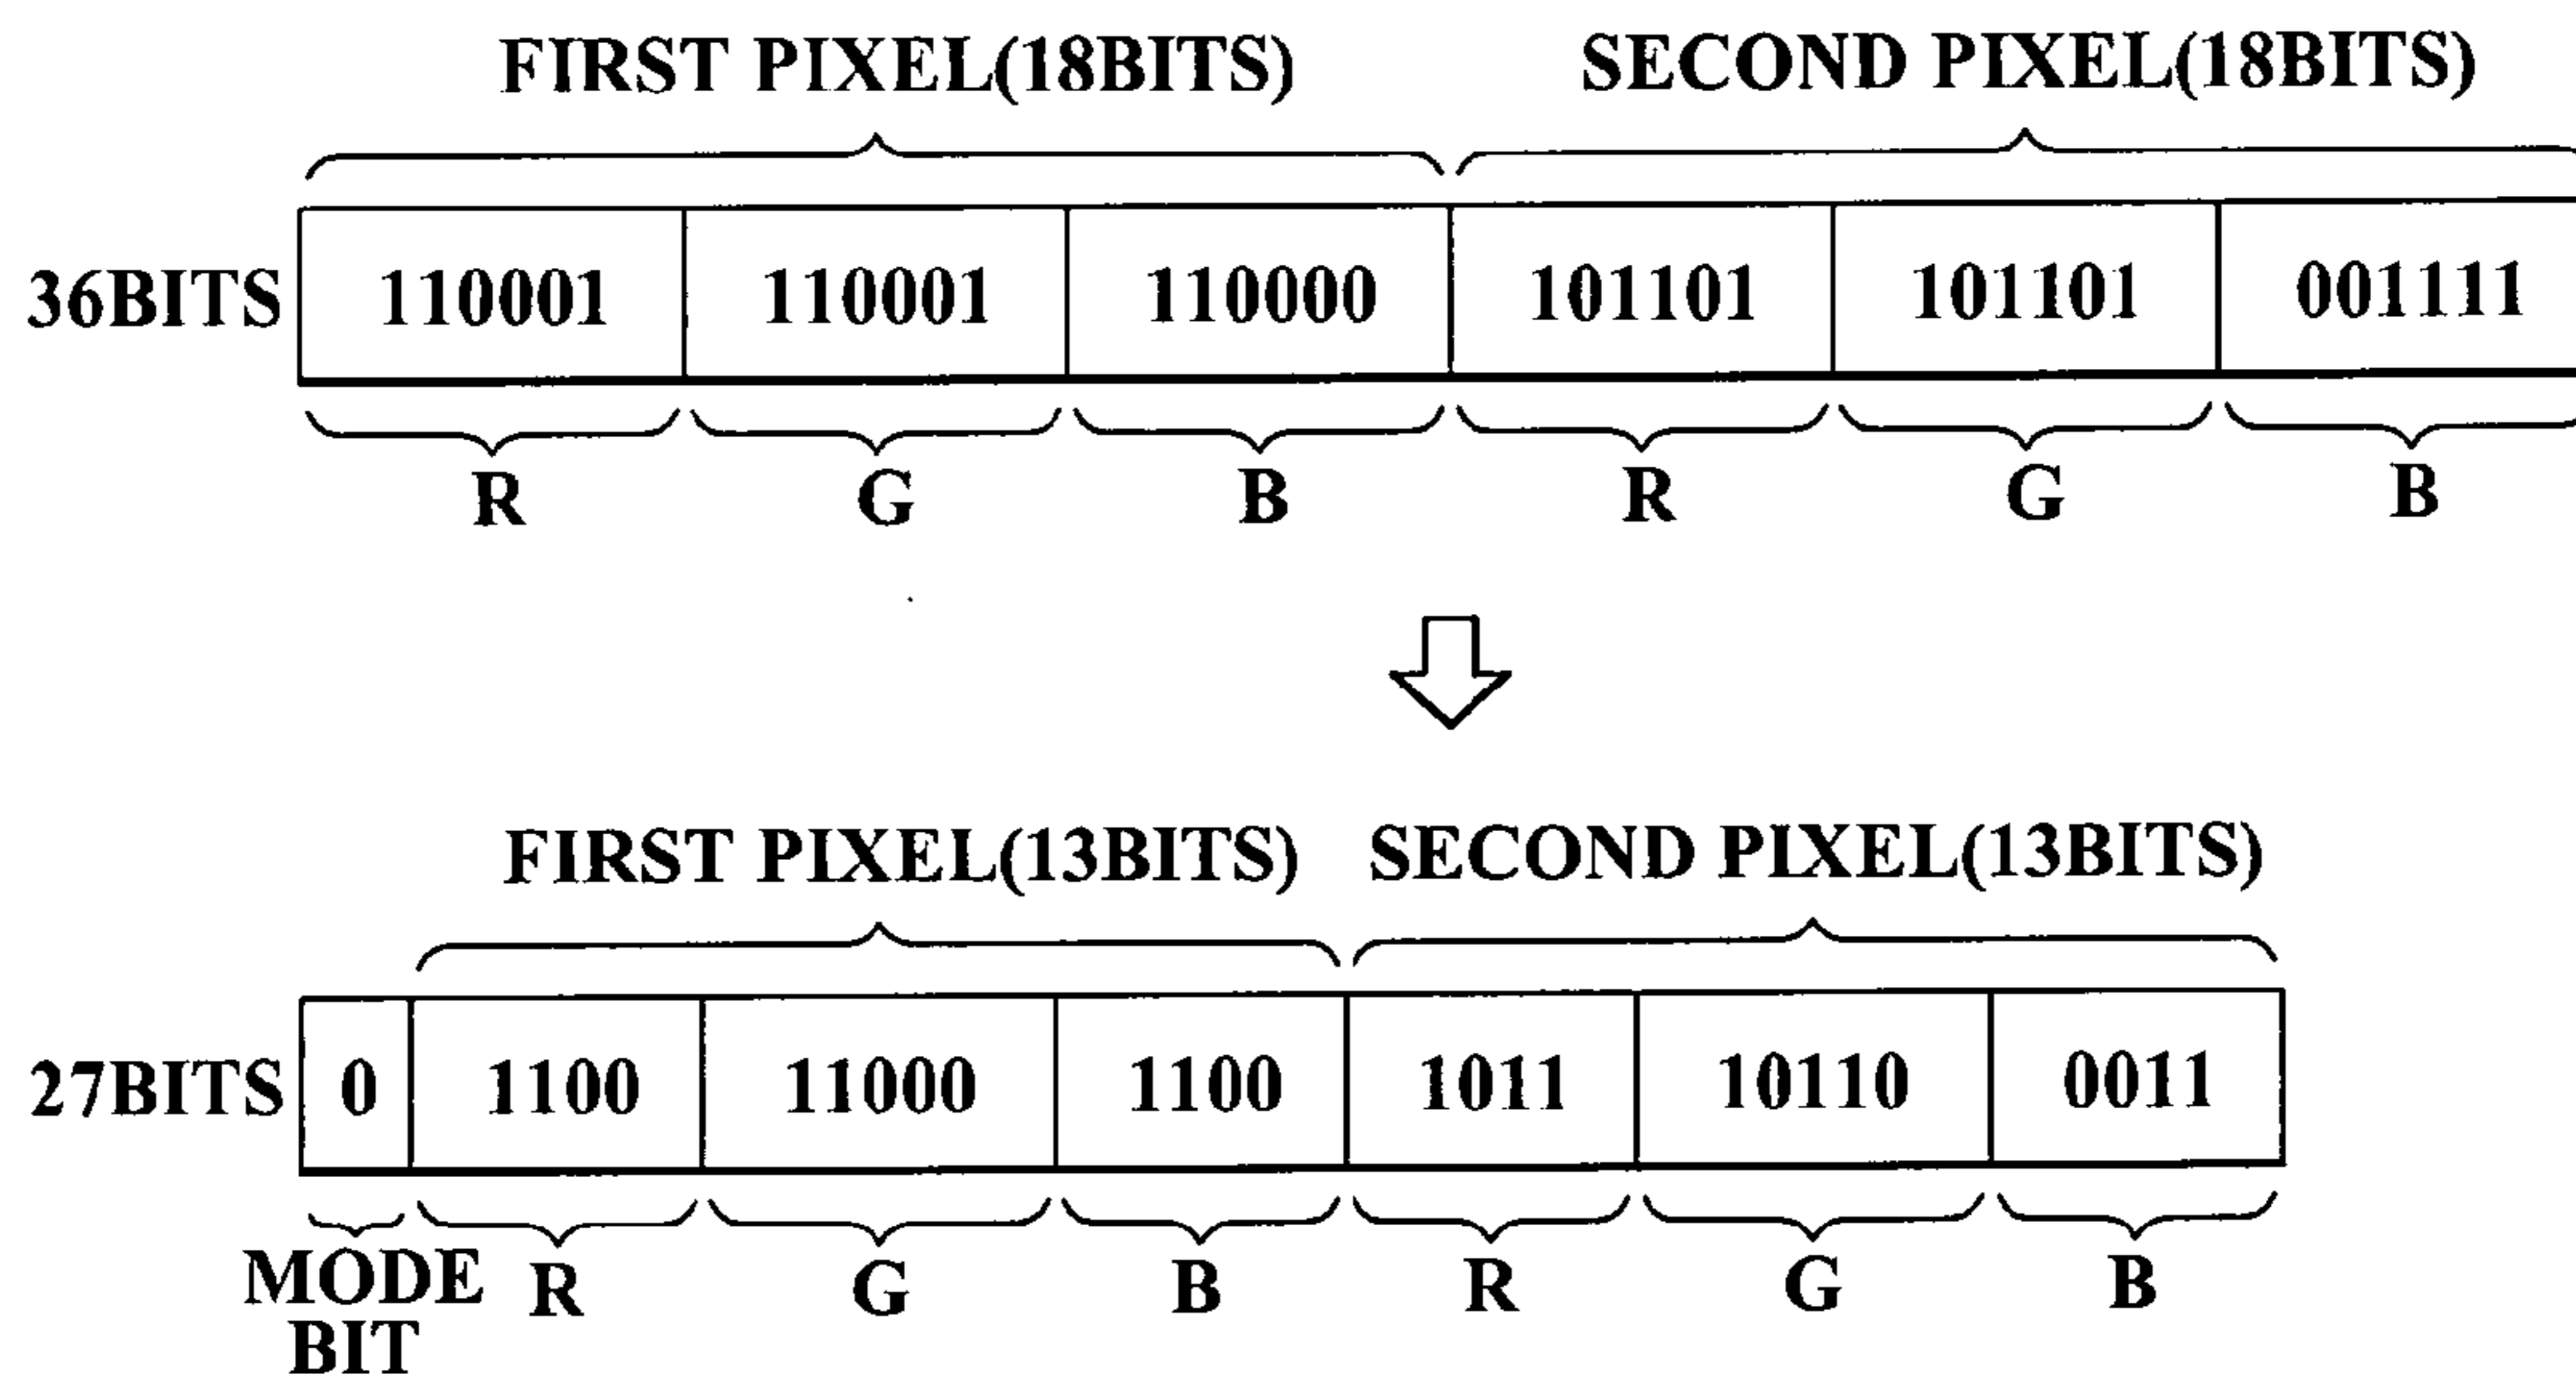 FIRST PIXEL(18BITS) SECOND PIXEL(18BITS)
36BITS 110001 110001 110000 101101 101101 001111
R G B R G B
FIRST PIXEL(13BITS) SECOND PIXEL(13BITS)
27BITS 0 1100 11000 1100 1011 10110 0011
MODE BIT R G B R G B